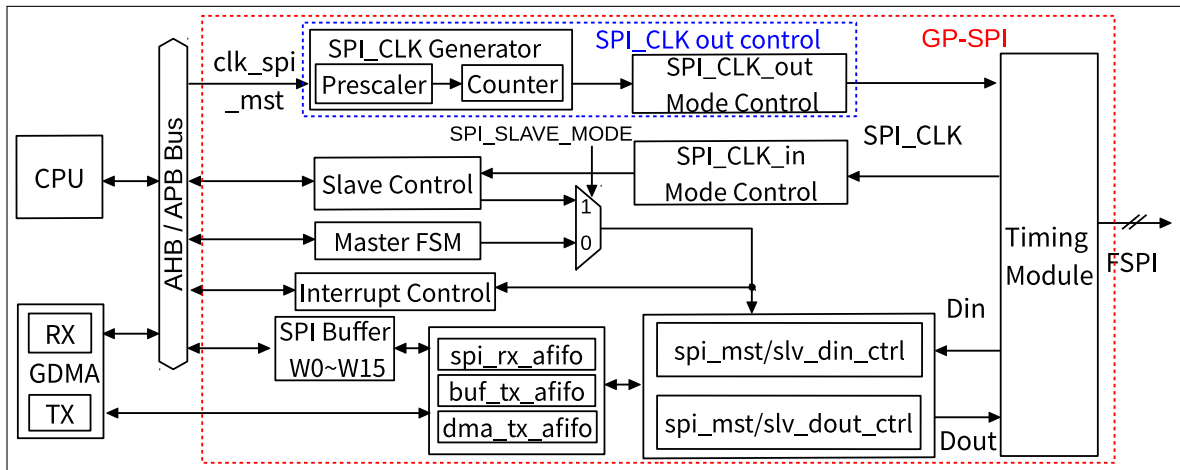 SPI_CLK Generator
SPI_CLK out control
GP-SPI
clk_spi
_mst
Prescaler
Counter
SPI_CLK_out
Mode Control
SPI_SLAVE_MODE
SPI_CLK
CPU
AHB / APB Bus
Slave Control
1
SPI_CLK_in
Mode Control
Master FSM
0
Timing
Module
FSPI
Interrupt Control
Din
RX
GDMA
TX
SPI Buffer
W0~W15
spi_rx_afifo
buf_tx_afifo
dma_tx_afifo
spi_mst/slv_din_ctrl
spi_mst/slv_dout_ctrl
Dout